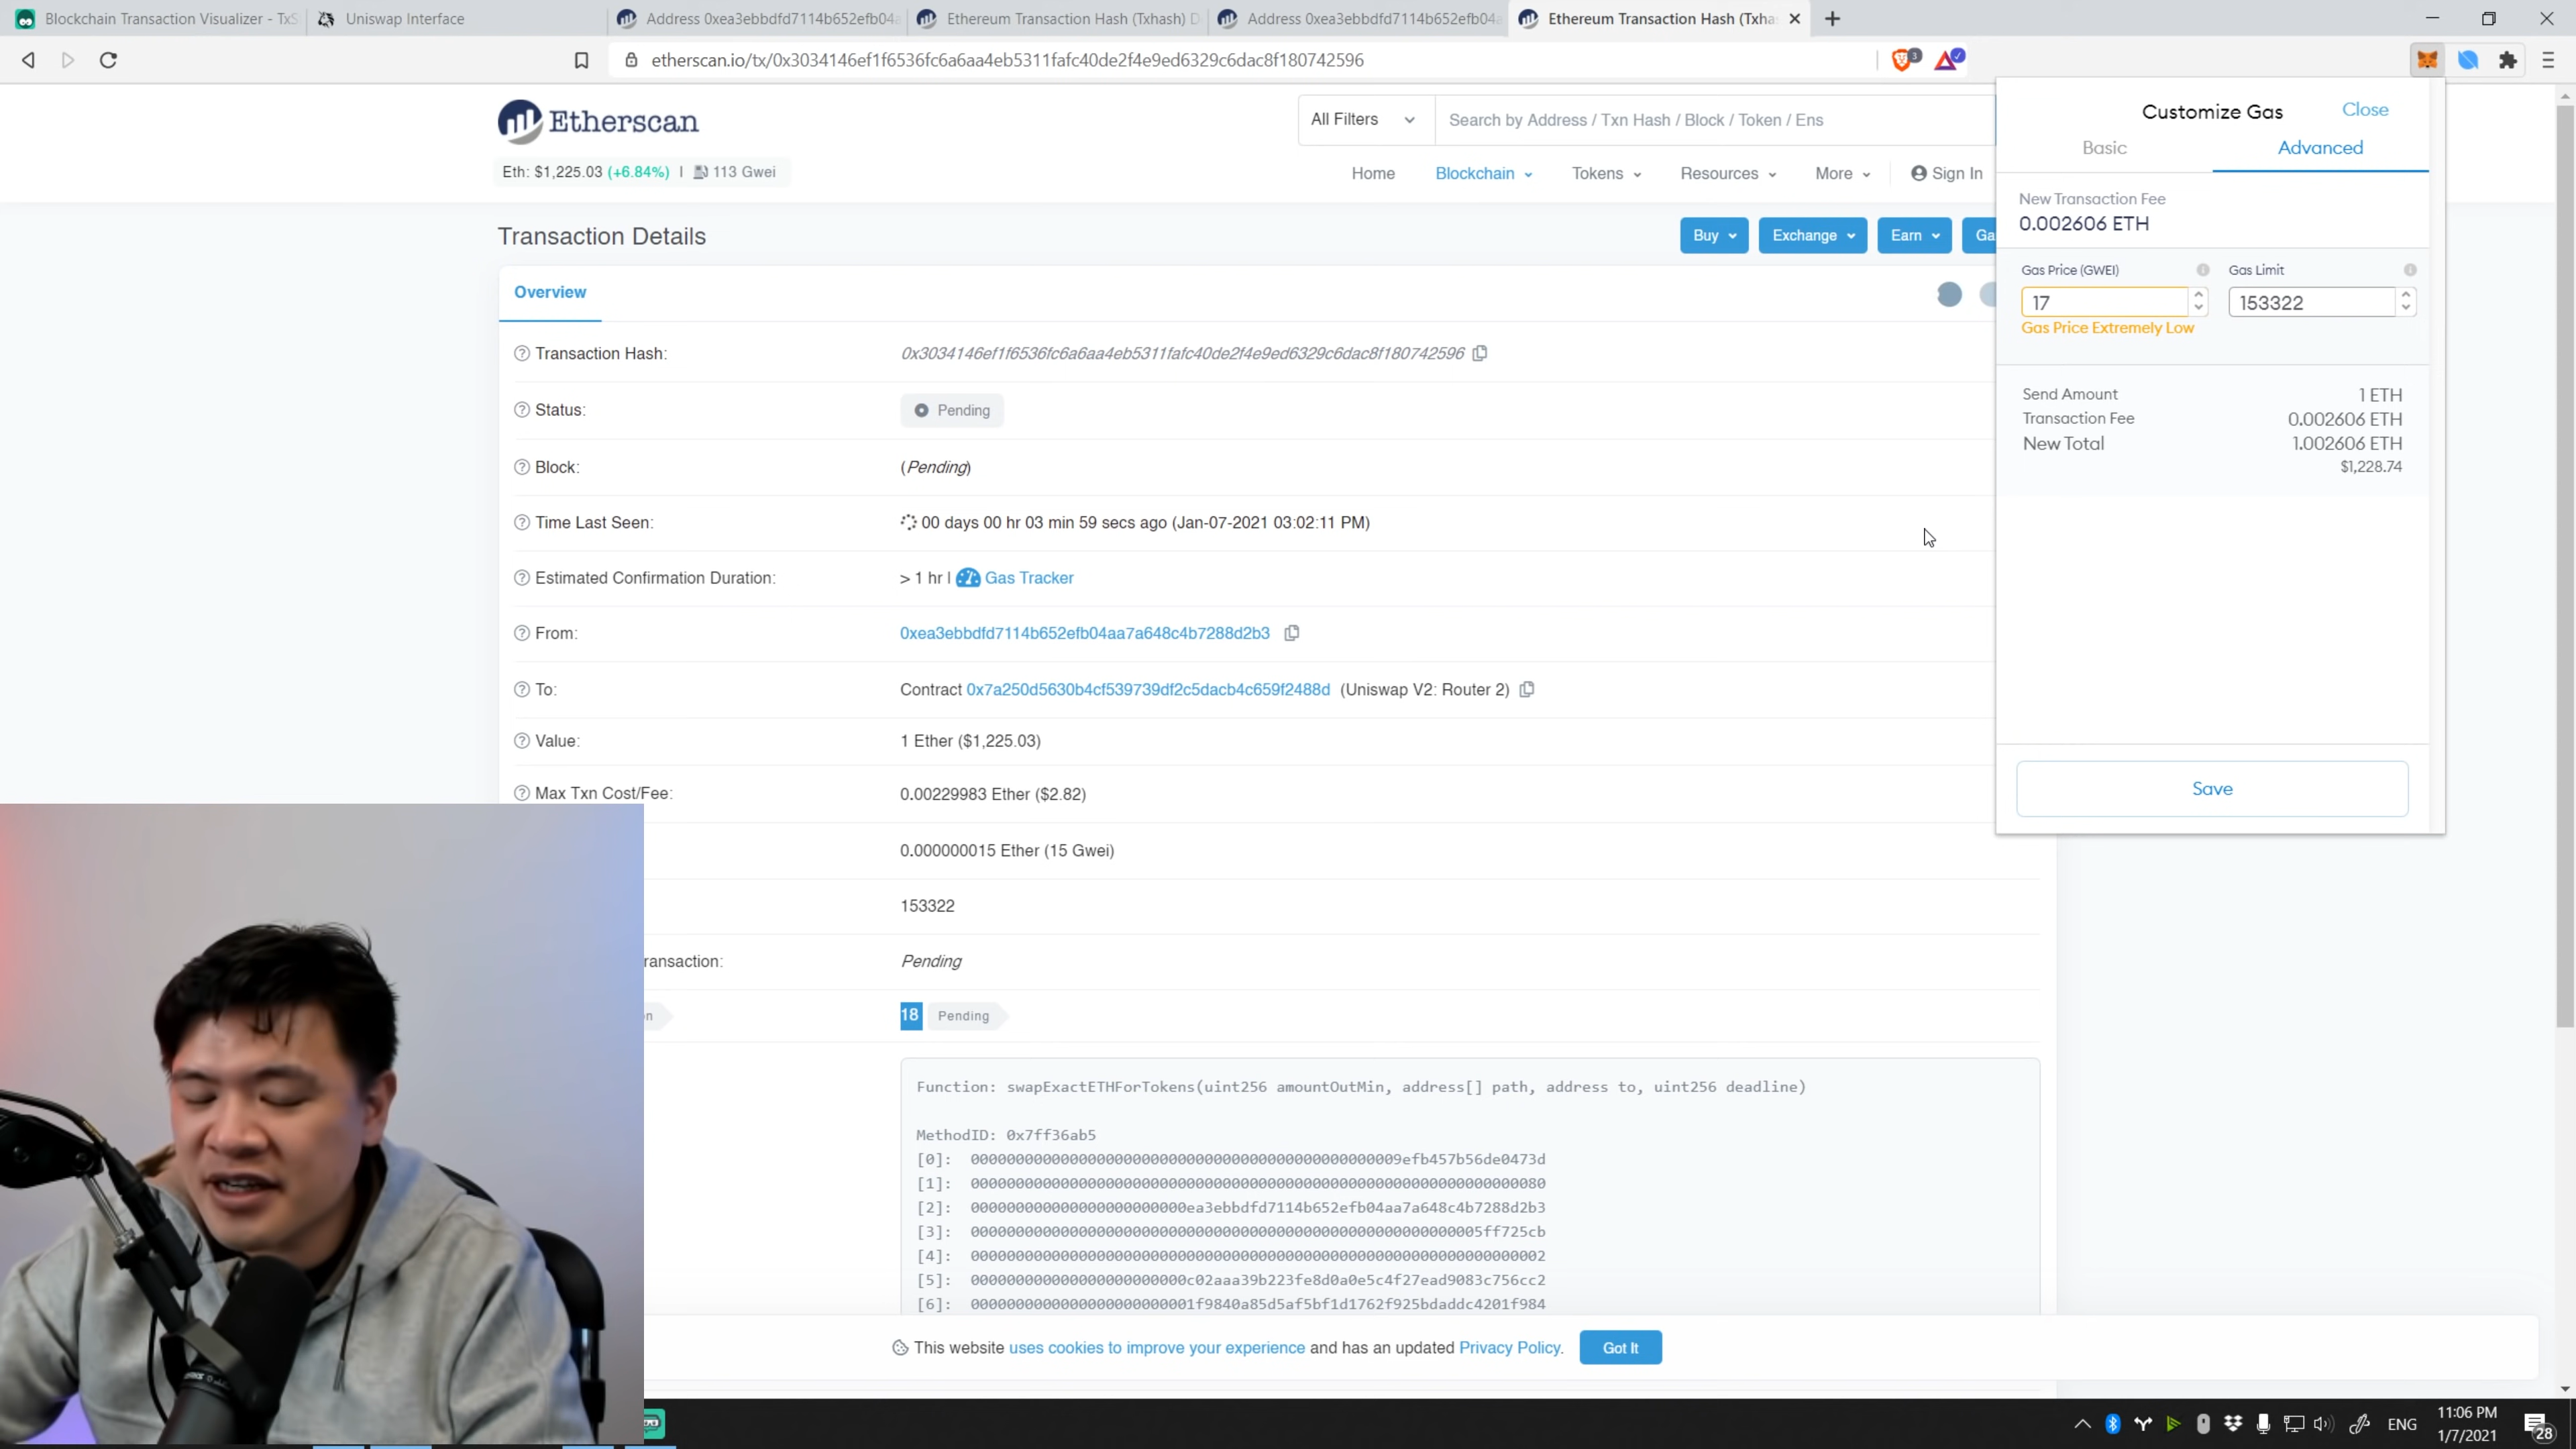 Blockchain Transaction Visualizer - TxS
Uniswap Interface
Address 0xea3ebbdfd7114b652efb04a
Ethereum Transaction Hash (Txhash) D
Address 0xea3ebbdfd7114b652efb04a
Ethereum Transaction Hash (Txha
etherscan.io/tx/0x3034146ef1f6536fc6a6aa4eb5311fafc40de2f4e9ed6329c6dac8f180742596
3
Etherscan
All Filters
Search by Address / Txn Hash / Block / Token / Ens
Eth: $1,225.03 (+6.84%) | 113 Gwei
Home Blockchain Tokens Resources More Sign In
Transaction Details
Buy Exchange Earn Ga
Overview
Transaction Hash: 0x3034146ef1f6536fc6a6aa4eb5311fafc40de2f4e9ed6329c6dac8f180742596
Status: Pending
Block: (Pending)
Time Last Seen: 00 days 00 hr 03 min 59 secs ago (Jan-07-2021 03:02:11 PM)
Estimated Confirmation Duration: > 1 hr | Gas Tracker
From: 0xea3ebbdfd7114b652efb04aa7a648c4b7288d2b3
To: Contract 0x7a250d5630b4cf539739df2c5dacb4c659f2488d (Uniswap V2: Router 2)
Value: 1 Ether ($1,225.03)
Max Txn Cost/Fee: 0.00229983 Ether ($2.82)
0.000000015 Ether (15 Gwei)
153322
ransaction: Pending
n 18 Pending
Function: swapExactETHForTokens(uint256 amountOutMin, address[] path, address to, uint256 deadline)
MethodID: 0x7ff36ab5
[0]: 0000000000000000000000000000000000000000000000009efb457b56de0473d
[1]: 0000000000000000000000000000000000000000000000000000000000000080
[2]: 000000000000000000000000ea3ebbdfd7114b652efb04aa7a648c4b7288d2b3
[3]: 000000000000000000000000000000000000000000000000000000005ff725cb
[4]: 0000000000000000000000000000000000000000000000000000000000000002
[5]: 000000000000000000000000c02aaa39b223fe8d0a0e5c4f27ead9083c756cc2
[6]: 0000000000000000000000001f9840a85d5af5bf1d1762f925bdaddc4201f984
This website uses cookies to improve your experience and has an updated Privacy Policy. Got It
Customize Gas Close
Basic Advanced
New Transaction Fee
0.002606 ETH
Gas Price (GWEI) Gas Limit
17 153322
Gas Price Extremely Low
Send Amount 1 ETH
Transaction Fee 0.002606 ETH
New Total 1.002606 ETH
$1,228.74
Save
ENG 11:06 PM
1/7/2021
28